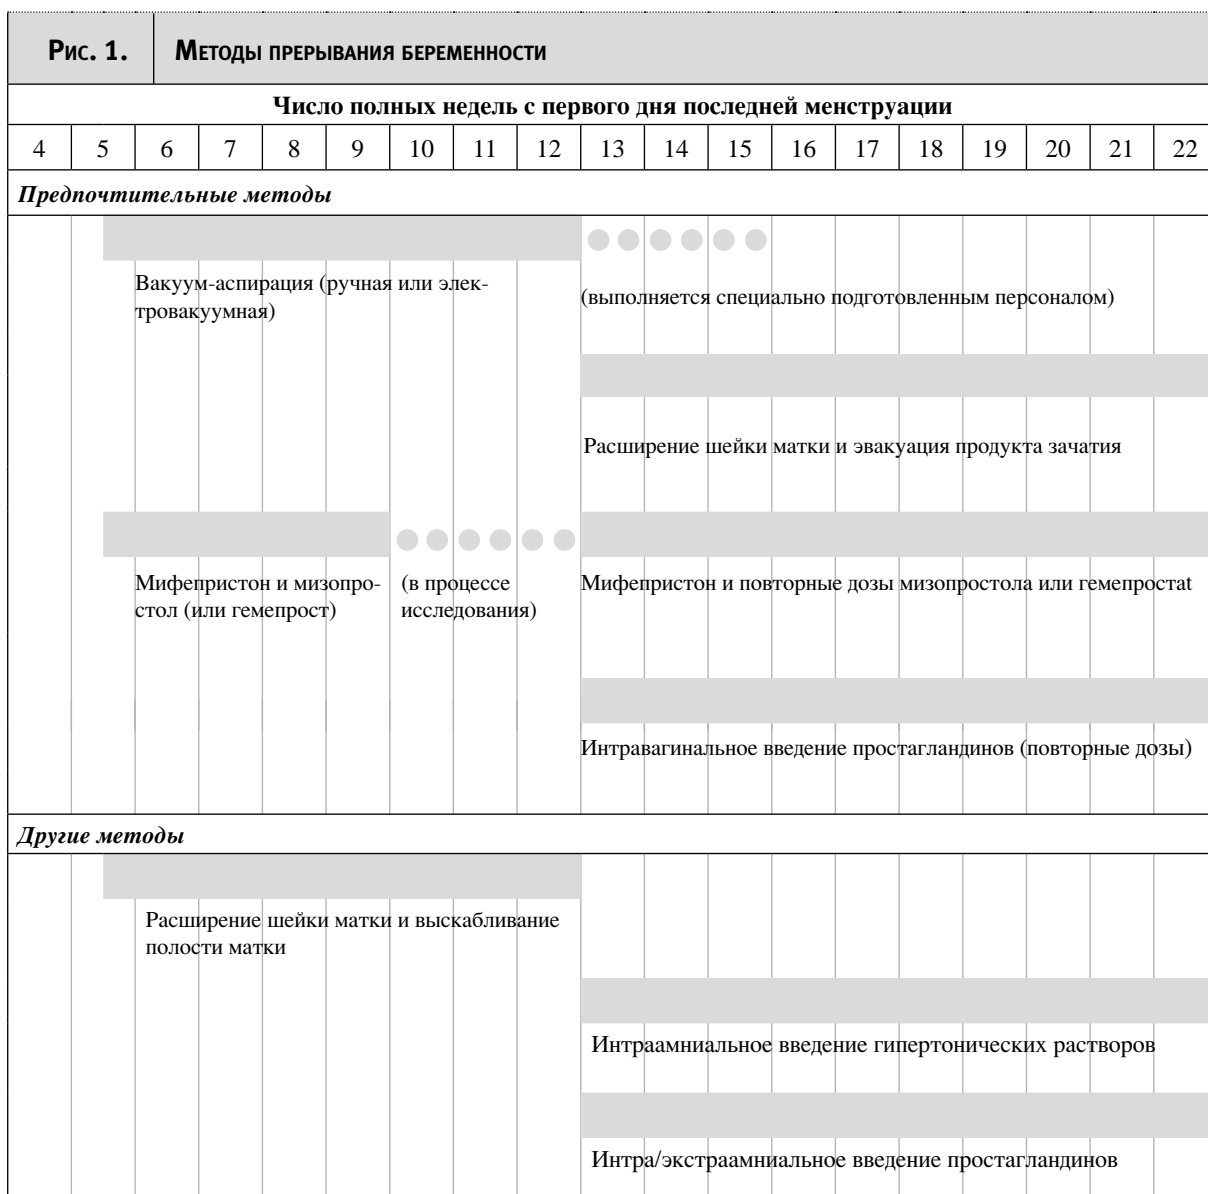 Рис. 1. Методы прерывания беременности
Число полных недель с первого дня последней менструации
4 5 6 7 8 9 10 11 12 13 14 15 16 17 18 19 20 21 22
Предпочтительные методы
Вакуум-аспирация (ручная или элек-
тровакуумная)
(выполняется специально подготовленным персоналом)
Расширение шейки матки и эвакуация продукта зачатия
Мифепристон и мизопро-
стол (или гемепрост)
(в процессе
исследования)
Мифепристон и повторные дозы мизопростола или гемепростat
Интравагинальное введение простагландинов (повторные дозы)
Другие методы
Расширение шейки матки и выскабливание
полости матки
Интраамниальное введение гипертонических растворов
Интра/экстраамниальное введение простагландинов